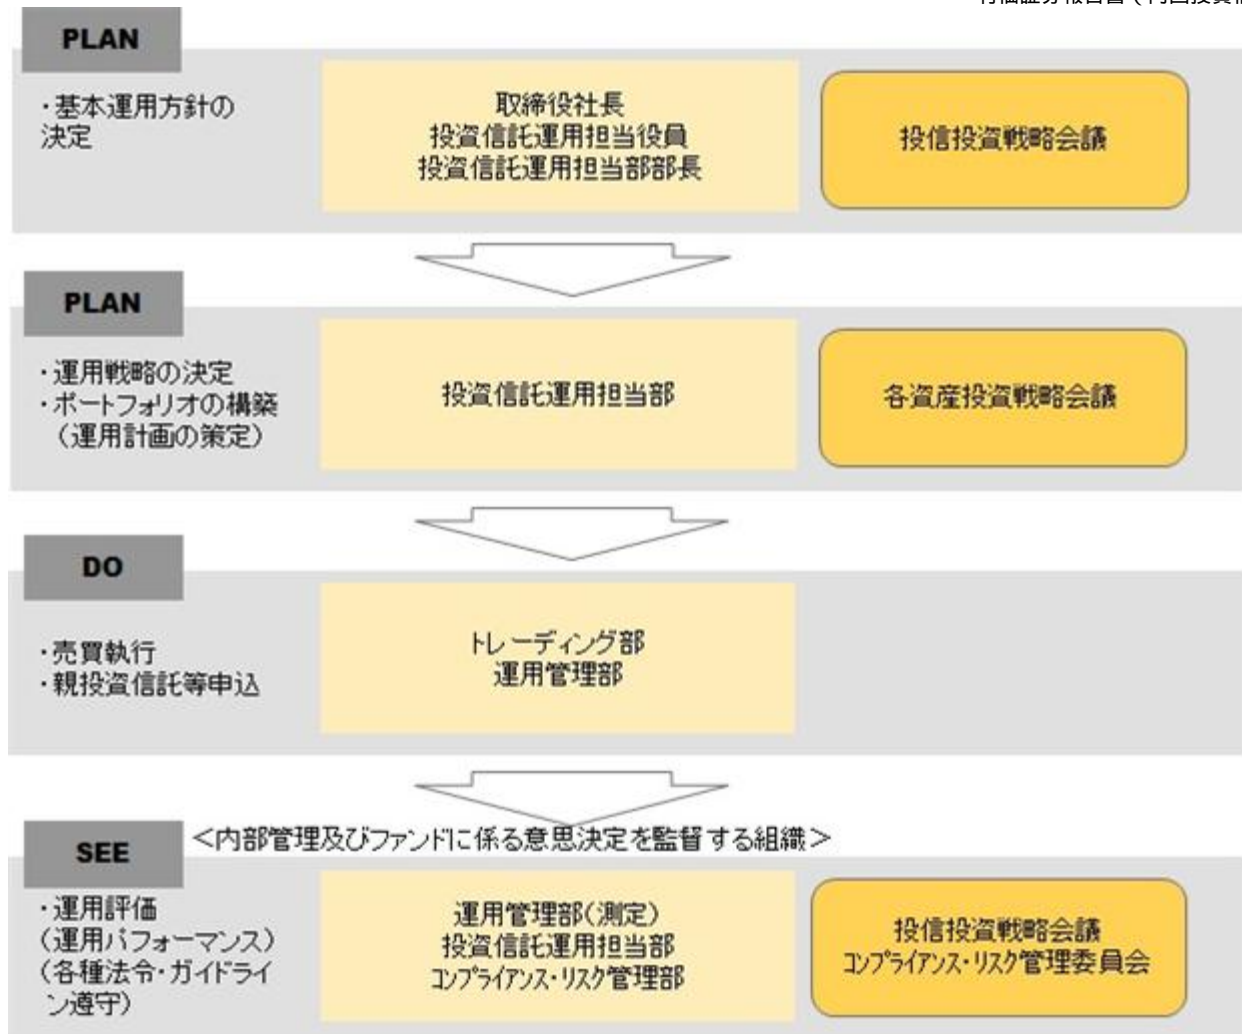 PLAN
・基本運用方針の
決定
取締役社長
投資信託運用担当役員
投資信託運用担当部部長
投信投資戦略会議
PLAN
・運用戦略の決定
・ポートフォリオの構築
（運用計画の策定）
投資信託運用担当部
各資産投資戦略会議
DO
・売買執行
・親投資信託等申込
トレーディング部
運用管理部
＜内部管理及びファンドに係る意思決定を監督する組織＞
SEE
・運用評価
（運用パフォーマンス）
（各種法令・ガイドライ
ン遵守）
運用管理部（測定）
投資信託運用担当部
コンプライアンス・リスク管理部
投信投資戦略会議
コンプライアンス・リスク管理委員会